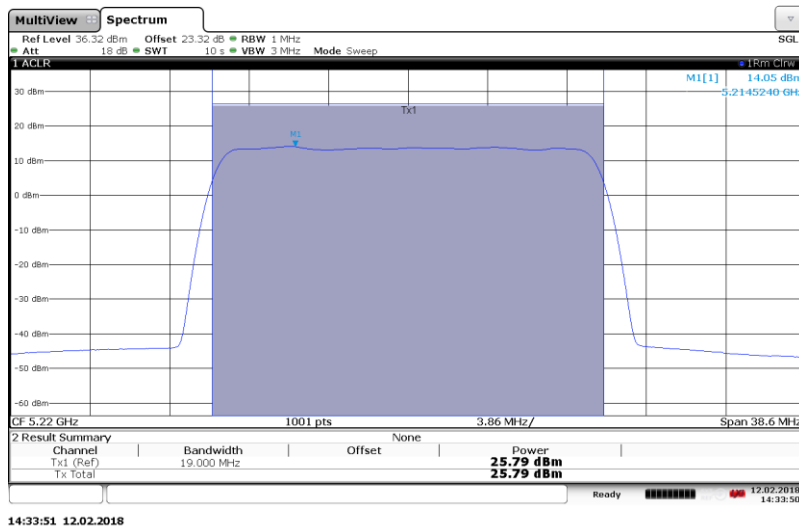 MultiView Spectrum
Ref Level 36.32 dBm Offset 23.32 dB RBW 1 MHz SGL
Att 18 dB SWT 10 s VBW 3 MHz Mode Sweep
1 ACLR 1Rm Clrw
M1[1] 14.05 dBm
5.2145240 GHz
30 dBm
Tx1
20 dBm
M1
10 dBm
0 dBm
-10 dBm
-20 dBm
-30 dBm
-40 dBm
-50 dBm
-60 dBm
CF 5.22 GHz 1001 pts 3.86 MHz/ Span 38.6 MHz
2 Result Summary None
Channel Bandwidth Offset Power
Tx1 (Ref) 19.000 MHz 25.79 dBm
Tx Total 25.79 dBm
Ready 12.02.2018
14:33:50
14:33:51 12.02.2018